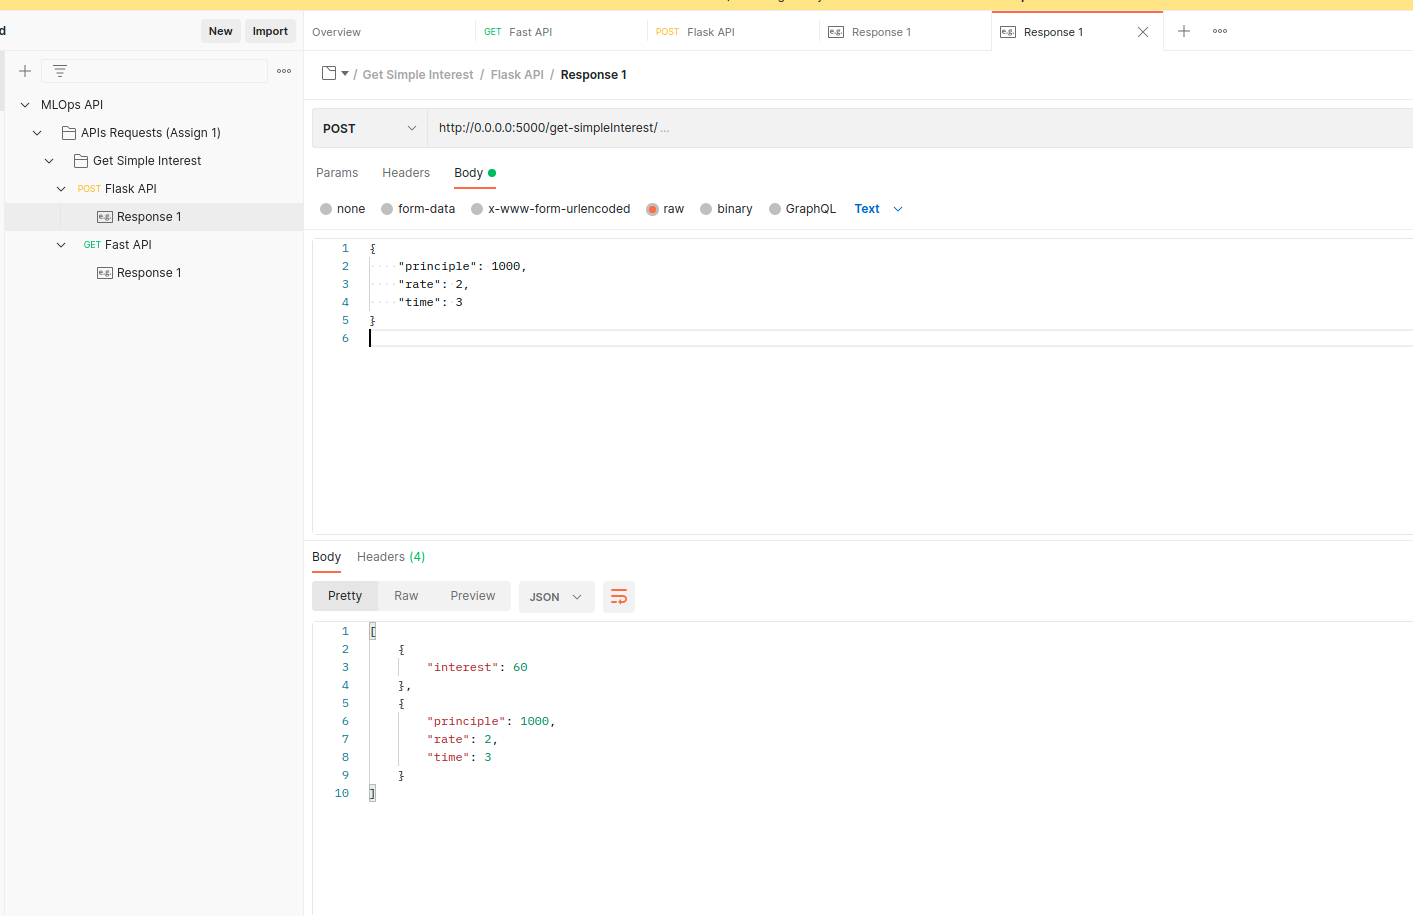 d
New
Import
Overview
GET Fast API
POST Flask API
e.g. Response 1
e.g. Response 1
MLOps API
APIs Requests (Assign 1)
Get Simple Interest
POST Flask API
e.g. Response 1
GET Fast API
e.g. Response 1
/ Get Simple Interest / Flask API / Response 1
POST
http://0.0.0.0:5000/get-simpleInterest/ ...
Params
Headers
Body
none
form-data
x-www-form-urlencoded
raw
binary
GraphQL
Text
1 {
2 "principle": 1000,
3 "rate": 2,
4 "time": 3
5 }
6
Body
Headers (4)
Pretty
Raw
Preview
JSON
1 [
2 {
3 "interest": 60
4 },
5 {
6 "principle": 1000,
7 "rate": 2,
8 "time": 3
9 }
10 ]